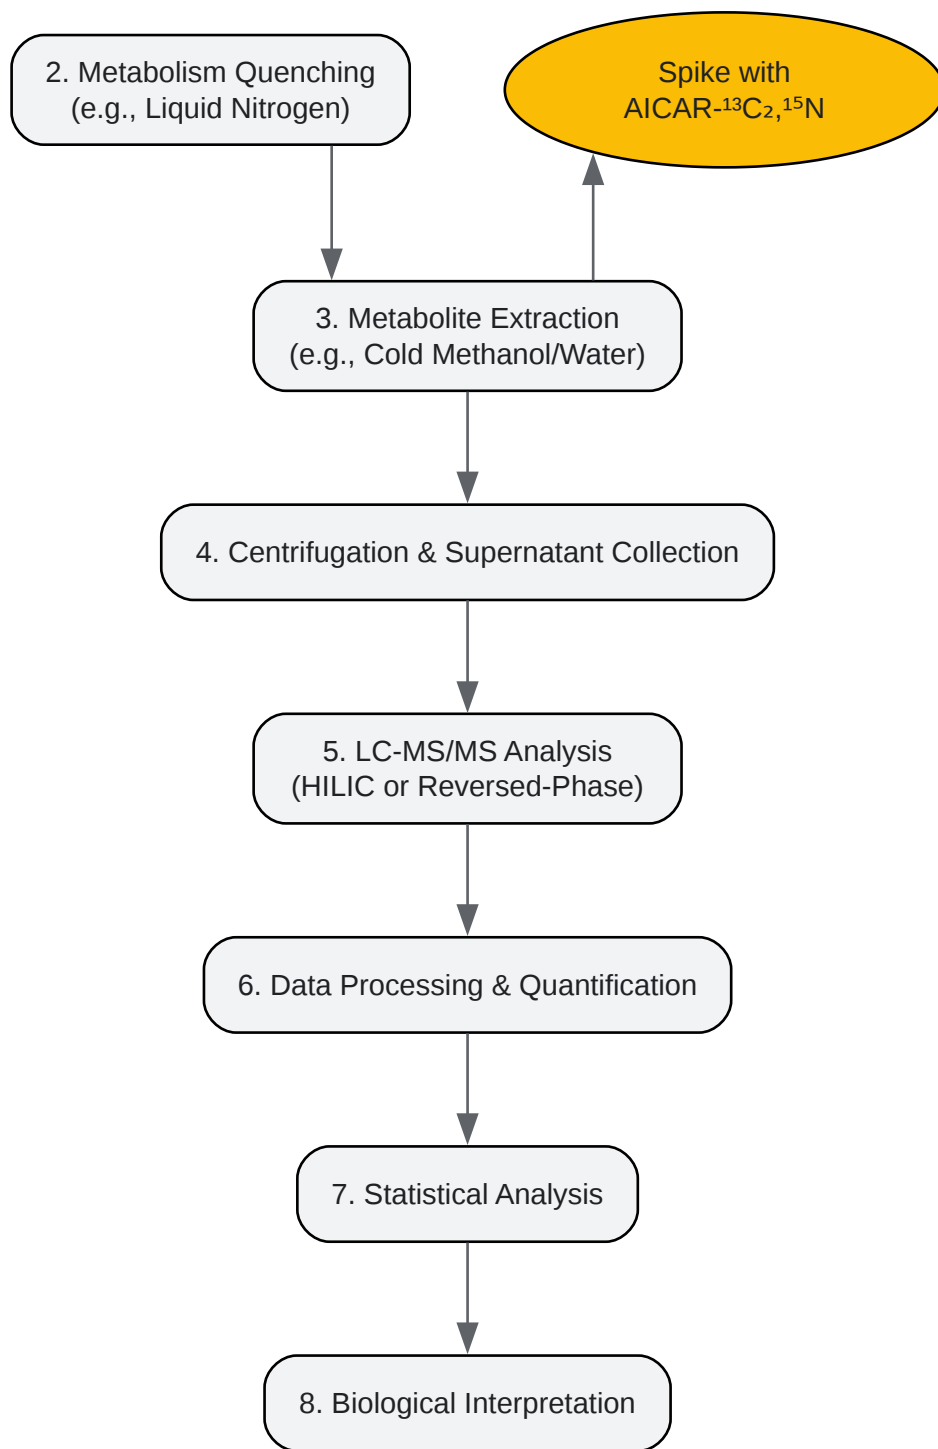 2. Metabolism Quenching
(e.g., Liquid Nitrogen)
Spike with
AICAR-¹³C₂,¹⁵N
3. Metabolite Extraction
(e.g., Cold Methanol/Water)
4. Centrifugation & Supernatant Collection
5. LC-MS/MS Analysis
(HILIC or Reversed-Phase)
6. Data Processing & Quantification
7. Statistical Analysis
8. Biological Interpretation